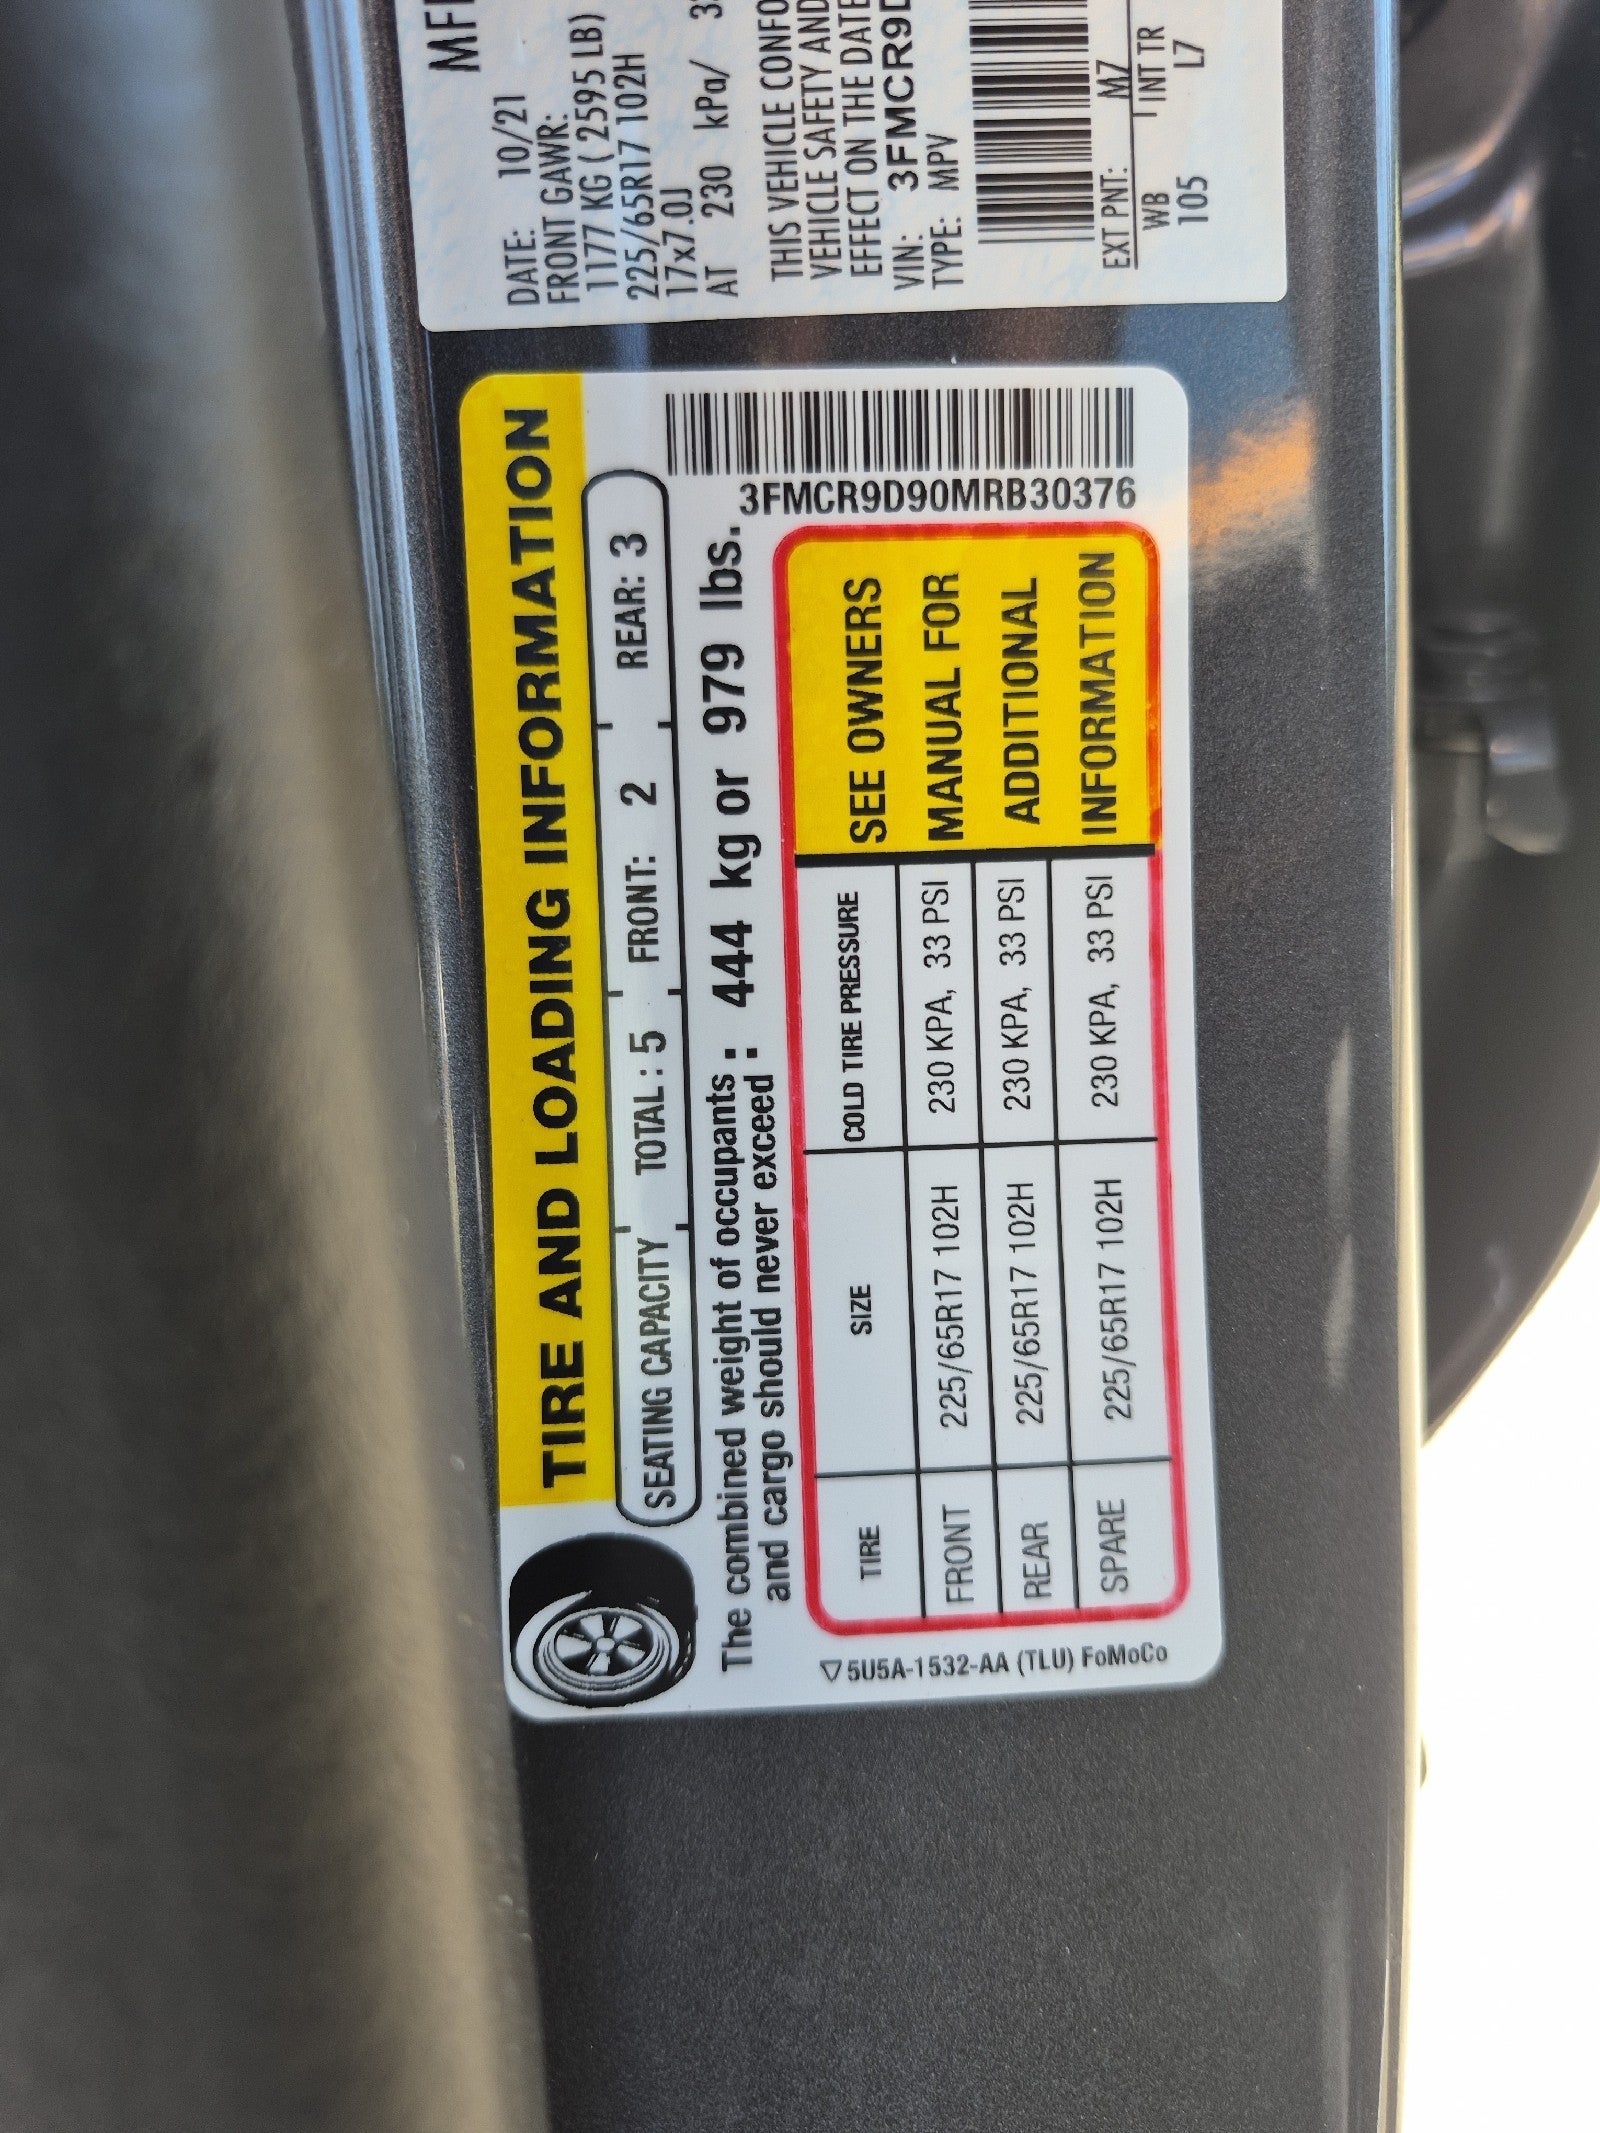 TIRE AND LOADING INFORMATION
SEATING CAPACITY TOTAL : 5 FRONT: 2 REAR: 3
The combined weight of occupants :
and cargo should never exceed : 444 kg or 979 lbs.
3FMCR9D90MRB30376
TIRE SIZE COLD TIRE PRESSURE
FRONT 225/65R17 102H 230 KPA, 33 PSI
REAR 225/65R17 102H 230 KPA, 33 PSI
SPARE 225/65R17 102H 230 KPA, 33 PSI
SEE OWNERS
MANUAL FOR
ADDITIONAL
INFORMATION
5U5A-1532-AA (TLU) FoMoCo
DATE: 10/21
FRONT GAWR:
1177 KG ( 2595 LB)
225/65R17 102H
17x7.0J
AT 230 kPa/
THIS VEHICLE
VEHICLE SAFETY AND
EFFECT ON THE DATE
VIN: 3FMCR9
TYPE: MPV
EXT PNT: M7
WB INT TR
105 L7